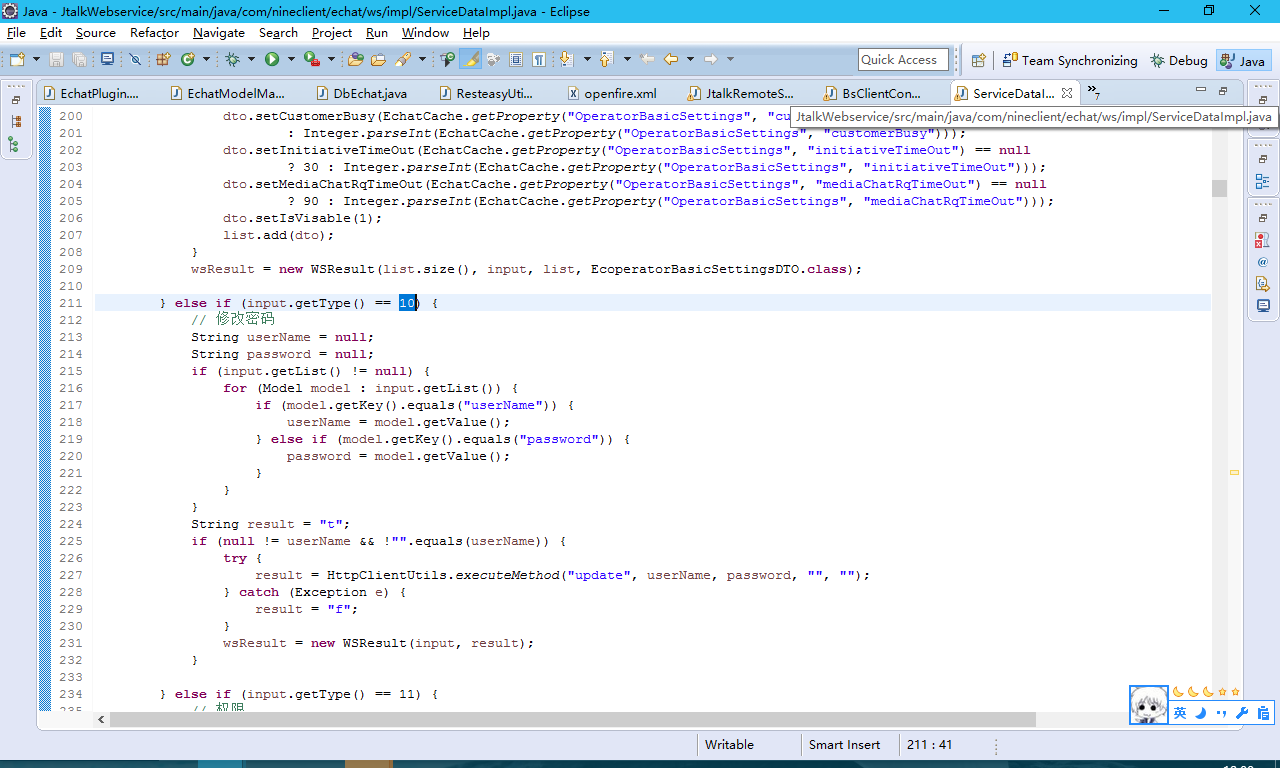 Java - JtalkWebservice/src/main/java/com/nineclient/echat/ws/impl/ServiceDataImpl.java - Eclipse
File Edit Source Refactor Navigate Search Project Run Window Help
Quick Access Team Synchronizing Debug Java
EchatPlugin.... EchatModelMa... DbEchat.java ResteasyUti... openfire.xml JtalkRemoteS... BsClientCon... ServiceDataI... 7
JtalkWebservice/src/main/java/com/nineclient/echat/ws/impl/ServiceDataImpl.java
200 dto.setCustomerBusy(EchatCache.getProperty("OperatorBasicSettings", "cu
201 : Integer.parseInt(EchatCache.getProperty("OperatorBasicSettings", "customerBusy")));
202 dto.setInitiativeTimeOut(EchatCache.getProperty("OperatorBasicSettings", "initiativeTimeOut") == null
203 ? 30 : Integer.parseInt(EchatCache.getProperty("OperatorBasicSettings", "initiativeTimeOut")));
204 dto.setMediaChatRqTimeOut(EchatCache.getProperty("OperatorBasicSettings", "mediaChatRqTimeOut") == null
205 ? 90 : Integer.parseInt(EchatCache.getProperty("OperatorBasicSettings", "mediaChatRqTimeOut")));
206 dto.setIsVisable(1);
207 list.add(dto);
208 }
209 wsResult = new WSResult(list.size(), input, list, EcoperatorBasicSettingsDTO.class);
210
211 } else if (input.getType() == 10) {
212 // 修改密码
213 String userName = null;
214 String password = null;
215 if (input.getList() != null) {
216 for (Model model : input.getList()) {
217 if (model.getKey().equals("userName")) {
218 userName = model.getValue();
219 } else if (model.getKey().equals("password")) {
220 password = model.getValue();
221 }
222 }
223 }
224 String result = "t";
225 if (null != userName && !"".equals(userName)) {
226 try {
227 result = HttpClientUtils.executeMethod("update", userName, password, "", "");
228 } catch (Exception e) {
229 result = "f";
230 }
231 wsResult = new WSResult(input, result);
232 }
233
234 } else if (input.getType() == 11) {
235 // 权限
英
Writable Smart Insert 211 : 41